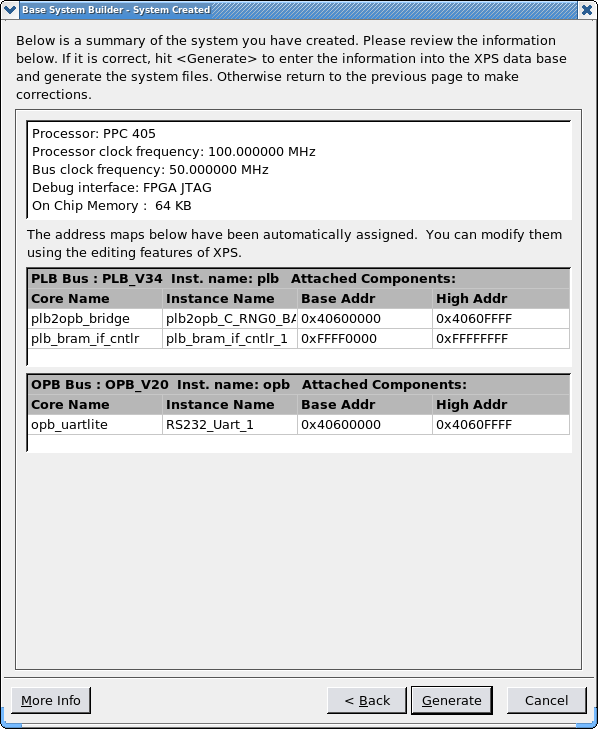 Base System Builder - System Created
Below is a summary of the system you have created. Please review the information
below. If it is correct, hit <Generate> to enter the information into the XPS data base
and generate the system files. Otherwise return to the previous page to make
corrections.
Processor: PPC 405
Processor clock frequency: 100.000000 MHz
Bus clock frequency: 50.000000 MHz
Debug interface: FPGA JTAG
On Chip Memory :  64 KB
The address maps below have been automatically assigned.  You can modify them
using the editing features of XPS.
PLB Bus : PLB_V34  Inst. name: plb   Attached Components:
Core Name Instance Name Base Addr High Addr
plb2opb_bridge plb2opb_C_RNG0_BA 0x40600000 0x4060FFFF
plb_bram_if_cntlr plb_bram_if_cntlr_1 0xFFFF0000 0xFFFFFFFF
OPB Bus : OPB_V20  Inst. name: opb   Attached Components:
Core Name Instance Name Base Addr High Addr
opb_uartlite RS232_Uart_1 0x40600000 0x4060FFFF
More Info < Back Generate Cancel